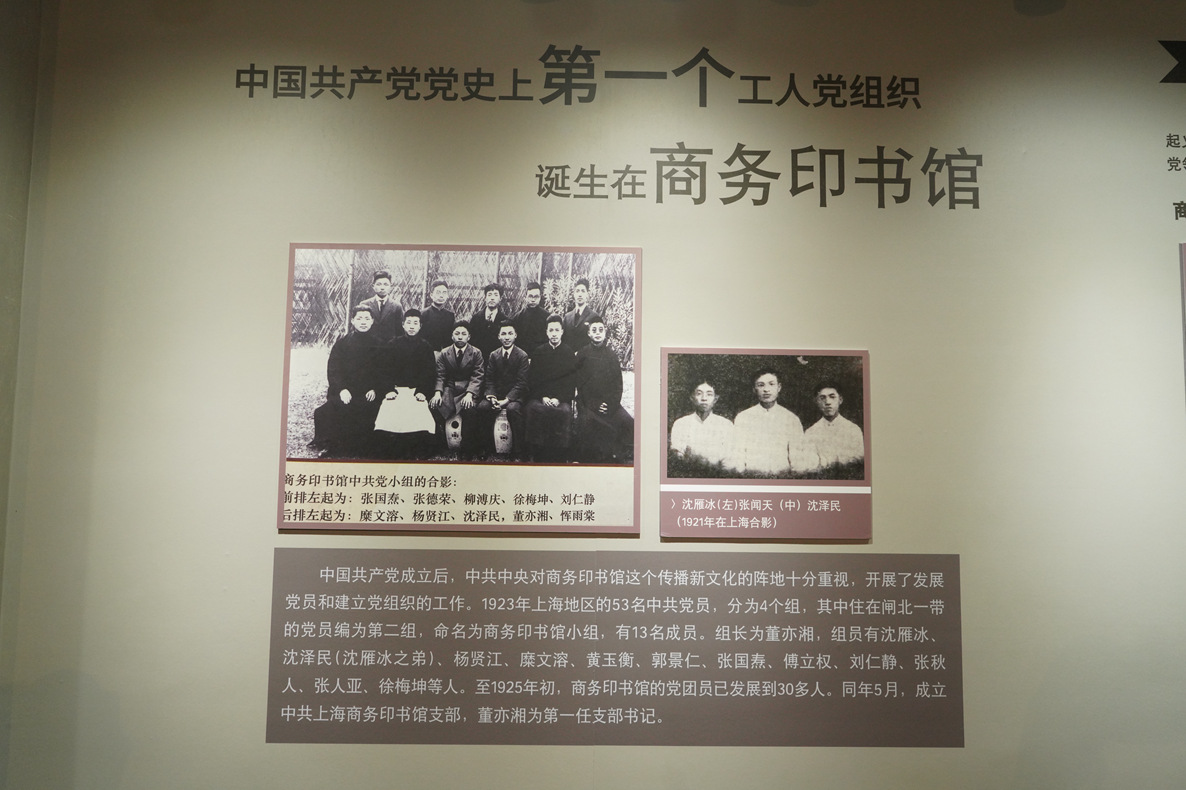 中国共产党党史上第一个工人党组织
诞生在商务印书馆
商务印书馆中共党小组的合影：
前排左起为：张国焘、张德荣、柳溥庆、徐梅坤、刘仁静
后排左起为：糜文溶、杨贤江、沈泽民，董亦湘、恽雨棠
〉沈雁冰(左)张闻天（中）沈泽民
（1921年在上海合影）
中国共产党成立后，中共中央对商务印书馆这个传播新文化的阵地十分重视，开展了发展
党员和建立党组织的工作。1923年上海地区的53名中共党员，分为4个组，其中住在闸北一带
的党员编为第二组，命名为商务印书馆小组，有13名成员。组长为董亦湘，组员有沈雁冰、
沈泽民(沈雁冰之弟)、杨贤江、糜文溶、黄玉衡、郭景仁、张国焘、傅立权、刘仁静、张秋
人、张人亚、徐梅坤等人。至1925年初，商务印书馆的党团员已发展到30多人。同年5月，成立
中共上海商务印书馆支部，董亦湘为第一任支部书记。
起
党
商